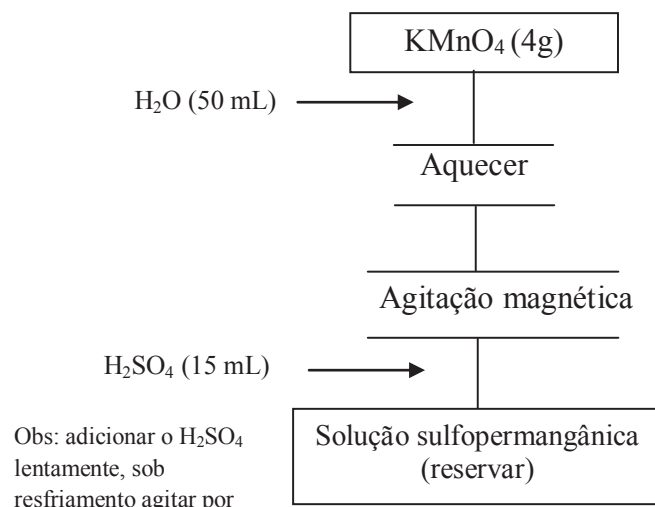 KMnO₄ (4g)
H₂O (50 mL)
Aquecer
Agitação magnética
H₂SO₄ (15 mL)
Solução sulfopermangânica
(reservar)
Obs: adicionar o H₂SO₄
lentamente, sob
resfriamento agitar por